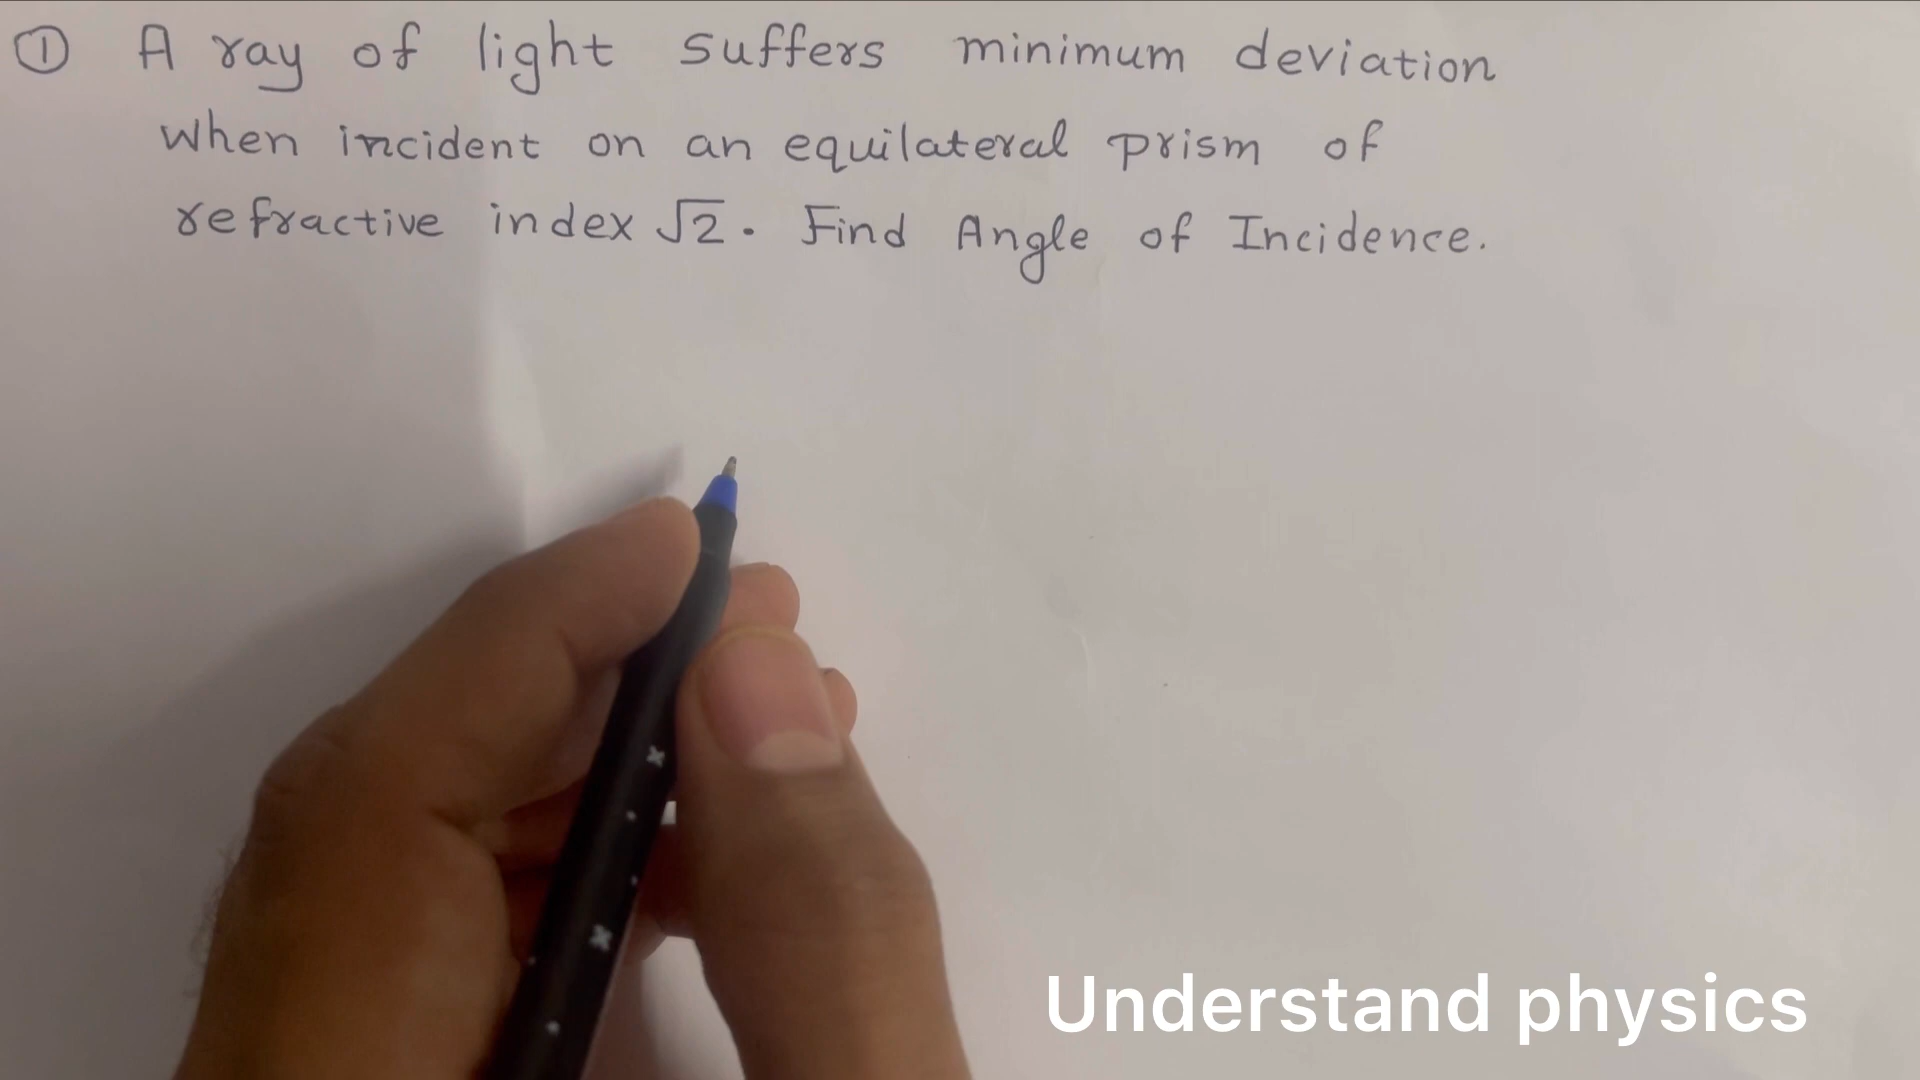 ① A ray of light suffers minimum deviation
when incident on an equilateral prism of
refractive index √2. Find Angle of Incidence.
Understand physics